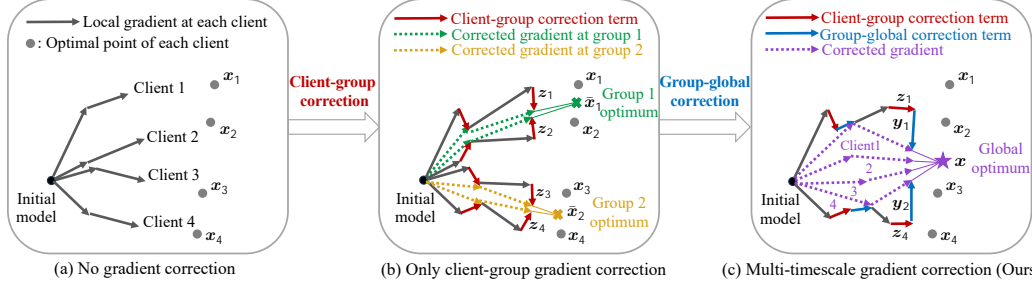 Local gradient at each client
: Optimal point of each client
Client 1
Client 2
Client 3
Client 4
Initial
model
x₁
x₂
x₃
x₄
(a) No gradient correction
Client-group
correction
Client-group correction term
Corrected gradient at group 1
Corrected gradient at group 2
x₁
z₁
Group 1
x̄₁
optimum
z₂
x₂
Initial
model
x₃
z₃
Group 2
x̄₂
optimum
z₄
x₄
(b) Only client-group gradient correction
Group-global
correction
Client-group correction term
Group-global correction term
Corrected gradient
x₁
z₁
y₁
x₂
Client1
2
3
4
Global
x
optimum
Initial
model
x₃
y₂
z₄
x₄
(c) Multi-timescale gradient correction (Ours